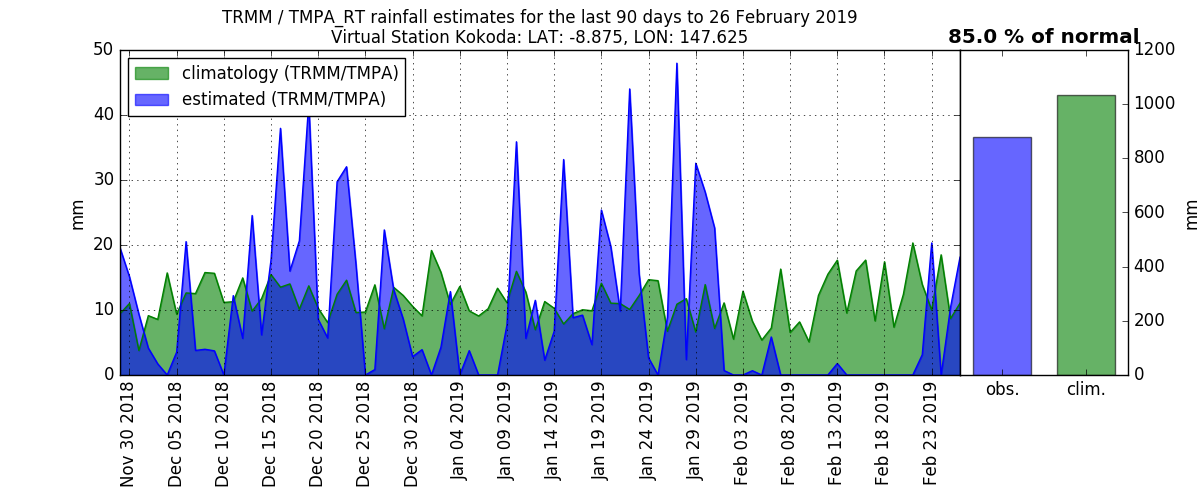 TRMM / TMPA_RT rainfall estimates for the last 90 days to 26 February 2019
Virtual Station Kokoda: LAT: -8.875, LON: 147.625
85.0 % of normal
climatology (TRMM/TMPA)
estimated (TRMM/TMPA)
50
40
30
20
10
0
mm
Nov 30 2018
Dec 05 2018
Dec 10 2018
Dec 15 2018
Dec 20 2018
Dec 25 2018
Dec 30 2018
Jan 04 2019
Jan 09 2019
Jan 14 2019
Jan 19 2019
Jan 24 2019
Jan 29 2019
Feb 03 2019
Feb 08 2019
Feb 13 2019
Feb 18 2019
Feb 23 2019
obs.
clim.
1200
1000
800
600
400
200
0
mm